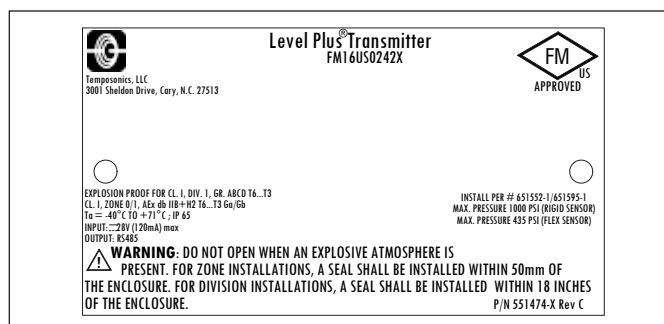 Level Plus® Transmitter
FM16US0242X
Temposonics, LLC
3001 Sheldon Drive, Cary, N.C. 27513
FM
US
APPROVED
EXPLOSION PROOF FOR CL. I, DIV. 1, GR. ABCD T6...T3
CL. I, ZONE 0/1, AEx db IIB+H2 T6...T3 Ga/Gb
Ta = -40°C TO +71°C ; IP 65
INPUT: ⎓28V (120mA) max
OUTPUT: RS485
INSTALL PER # 651552-1/651595-1
MAX. PRESSURE 1000 PSI (RIGID SENSOR)
MAX. PRESSURE 435 PSI (FLEX SENSOR)
WARNING: DO NOT OPEN WHEN AN EXPLOSIVE ATMOSPHERE IS
PRESENT. FOR ZONE INSTALLATIONS, A SEAL SHALL BE INSTALLED WITHIN 50mm OF
THE ENCLOSURE. FOR DIVISION INSTALLATIONS, A SEAL SHALL BE INSTALLED WITHIN 18 INCHES
OF THE ENCLOSURE.
P/N 551474-X Rev C